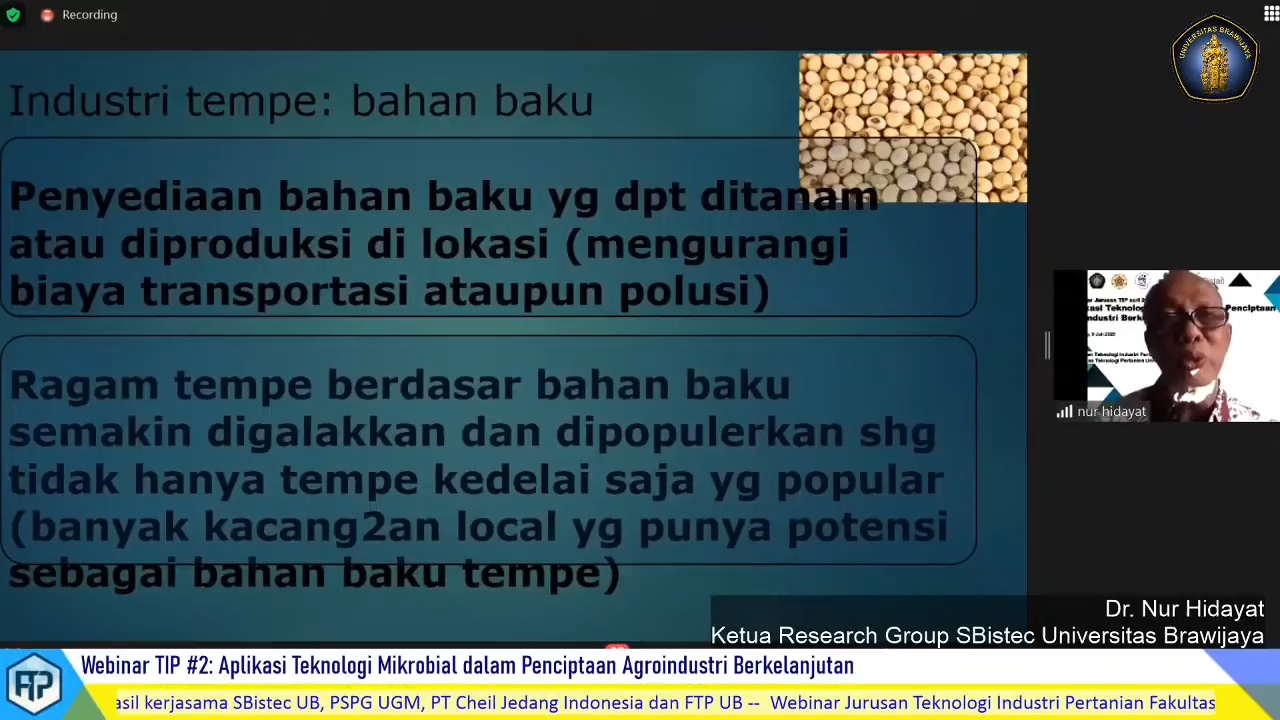 Recording
UNIVERSITAS BRAWIJAYA
Industri tempe: bahan baku
Penyediaan bahan baku yg dpt ditanam
atau diproduksi di lokasi (mengurangi
biaya transportasi ataupun polusi)
Ragam tempe berdasar bahan baku
semakin digalakkan dan dipopulerkan shg
tidak hanya tempe kedelai saja yg popular
(banyak kacang2an local yg punya potensi
sebagai bahan baku tempe)
Penciptaan
nur hidayat
Dr. Nur Hidayat
Ketua Research Group SBistec Universitas Brawijaya
Webinar TIP #2: Aplikasi Teknologi Mikrobial dalam Penciptaan Agroindustri Berkelanjutan
asil kerjasama SBistec UB, PSPG UGM, PT Cheil Jedang Indonesia dan FTP UB -- Webinar Jurusan Teknologi Industri Pertanian Fakultas